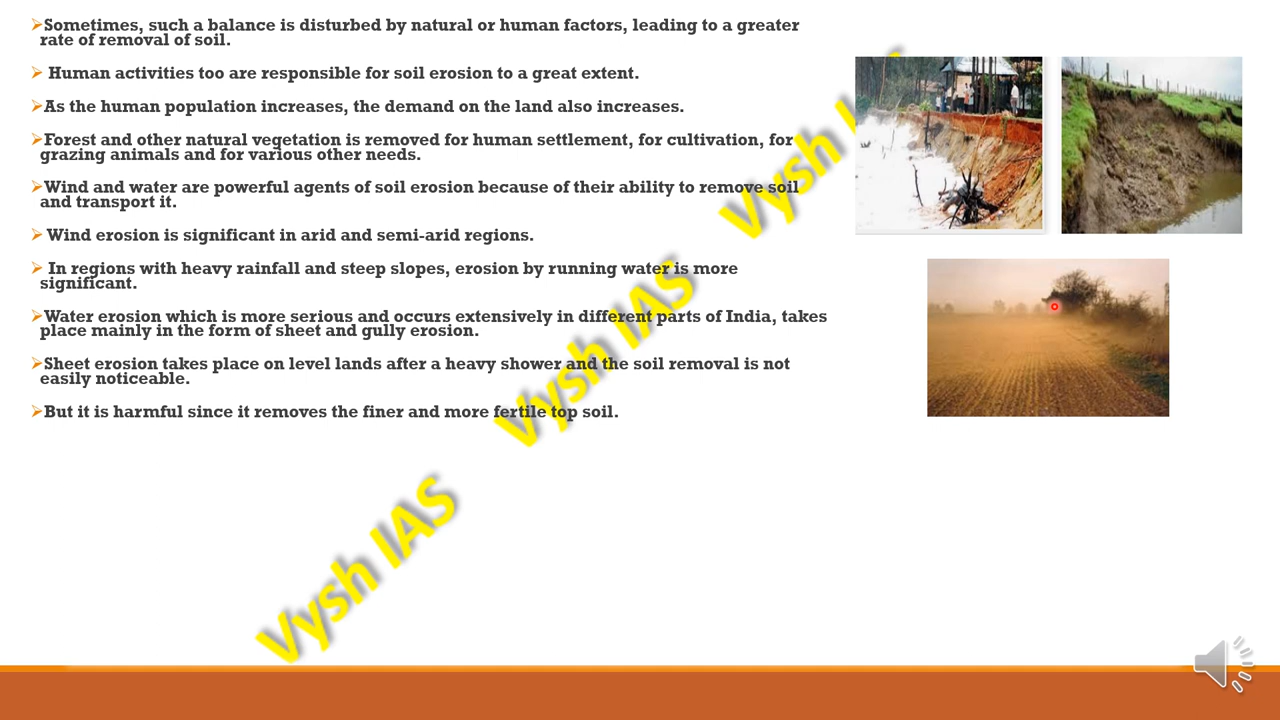 Sometimes, such a balance is disturbed by natural or human factors, leading to a greater
rate of removal of soil.
Human activities too are responsible for soil erosion to a great extent.
As the human population increases, the demand on the land also increases.
Forest and other natural vegetation is removed for human settlement, for cultivation, for
grazing animals and for various other needs.
Wind and water are powerful agents of soil erosion because of their ability to remove soil
and transport it.
Wind erosion is significant in arid and semi-arid regions.
In regions with heavy rainfall and steep slopes, erosion by running water is more
significant.
Water erosion which is more serious and occurs extensively in different parts of India, takes
place mainly in the form of sheet and gully erosion.
Sheet erosion takes place on level lands after a heavy shower and the soil removal is not
easily noticeable.
But it is harmful since it removes the finer and more fertile top soil.
Vysh IAS
Vysh IAS
Vysh I